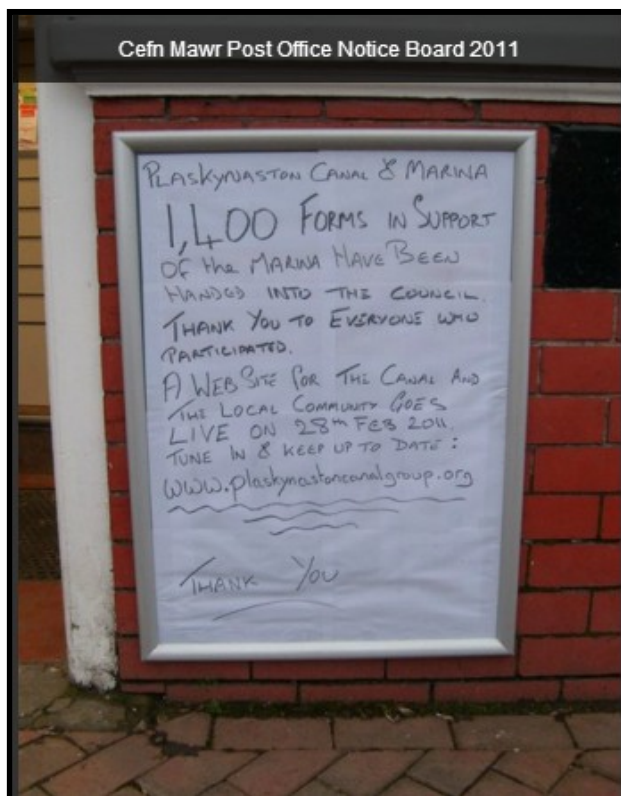 Cefn Mawr Post Office Notice Board 2011
PLASKYNASTON CANAL & MARINA
1,400 FORMS IN SUPPORT
OF the MARINA HAVE BEEN
HANDED INTO THE COUNCIL.
THANK YOU TO EVERYONE WHO
PARTICIPATED.
A WEB SITE FOR THE CANAL AND
THE LOCAL COMMUNITY GOES
LIVE ON 28th FEB 2011.
TUNE IN & KEEP UP TO DATE:
www.plaskynastoncanalgroup.org
THANK YOU